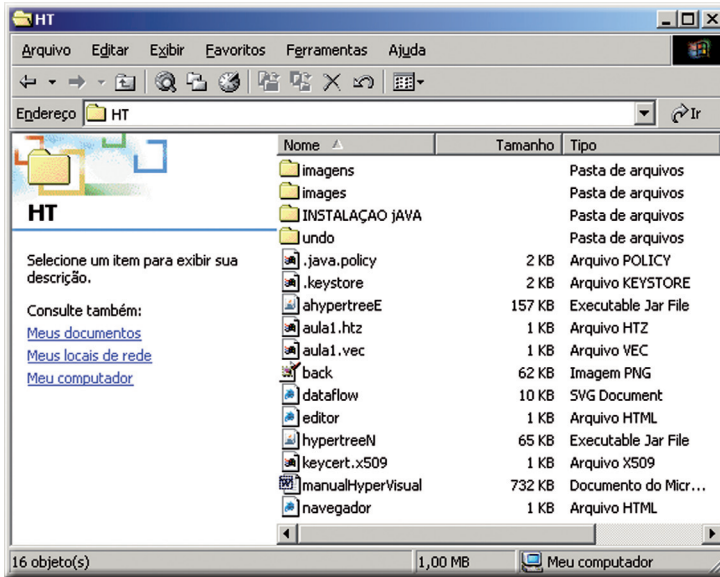 HT
Arquivo Editar Exibir Favoritos Ferramentas Ajuda
Endereço HT Ir
HT
Selecione um item para exibir sua
descrição.
Consulte também:
Meus documentos
Meus locais de rede
Meu computador
Nome Tamanho Tipo
imagens Pasta de arquivos
images Pasta de arquivos
INSTALAÇAO jAVA Pasta de arquivos
undo Pasta de arquivos
.java.policy 2 KB Arquivo POLICY
.keystore 2 KB Arquivo KEYSTORE
ahypertreeE 157 KB Executable Jar File
aula1.htz 1 KB Arquivo HTZ
aula1.vec 1 KB Arquivo VEC
back 62 KB Imagem PNG
dataflow 10 KB SVG Document
editor 1 KB Arquivo HTML
hypertreeN 65 KB Executable Jar File
keycert.x509 1 KB Arquivo X509
manualHyperVisual 732 KB Documento do Micr...
navegador 1 KB Arquivo HTML
16 objeto(s) 1,00 MB Meu computador